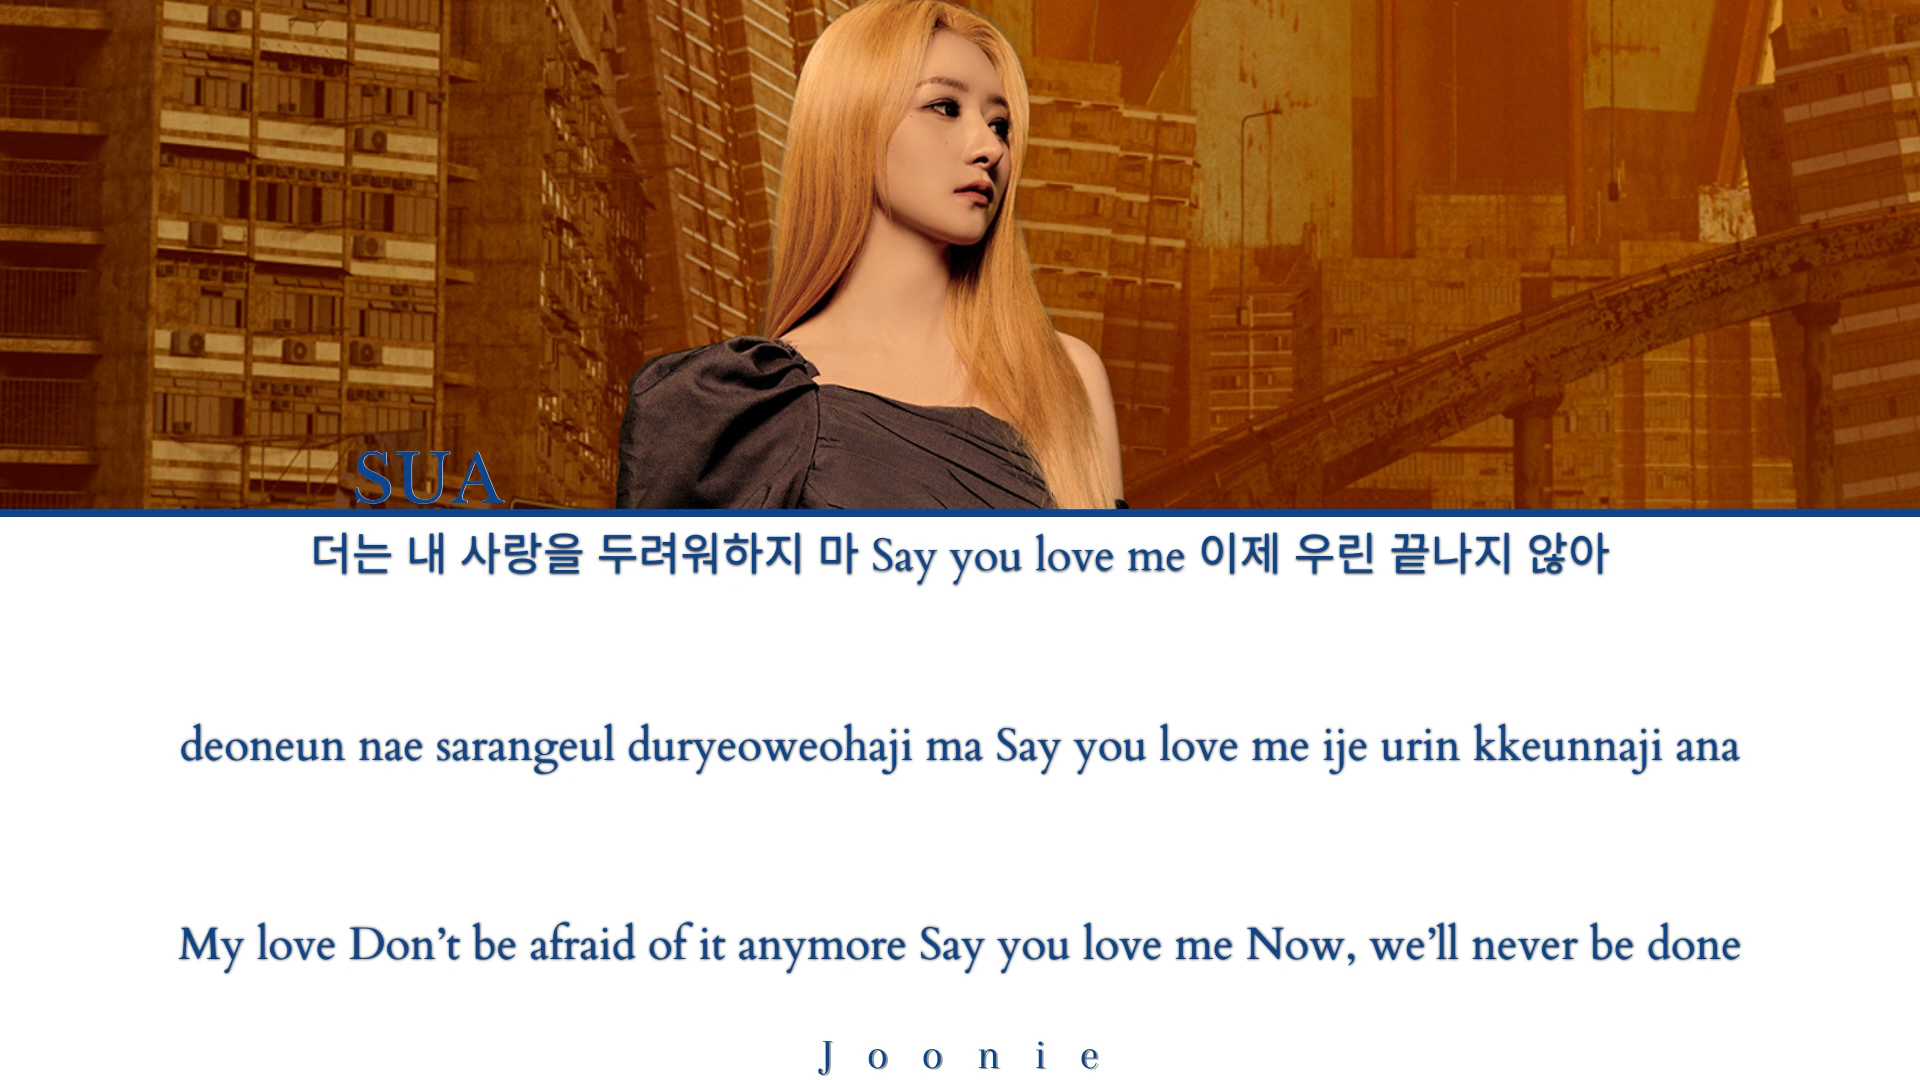 SUA
더는 내 사랑을 두려워하지 마 Say you love me 이제 우린 끝나지 않아
deoneun nae sarangeul duryeoweohaji ma Say you love me ije urin kkeunnaji ana
My love Don’t be afraid of it anymore Say you love me Now, we’ll never be done
Joonie